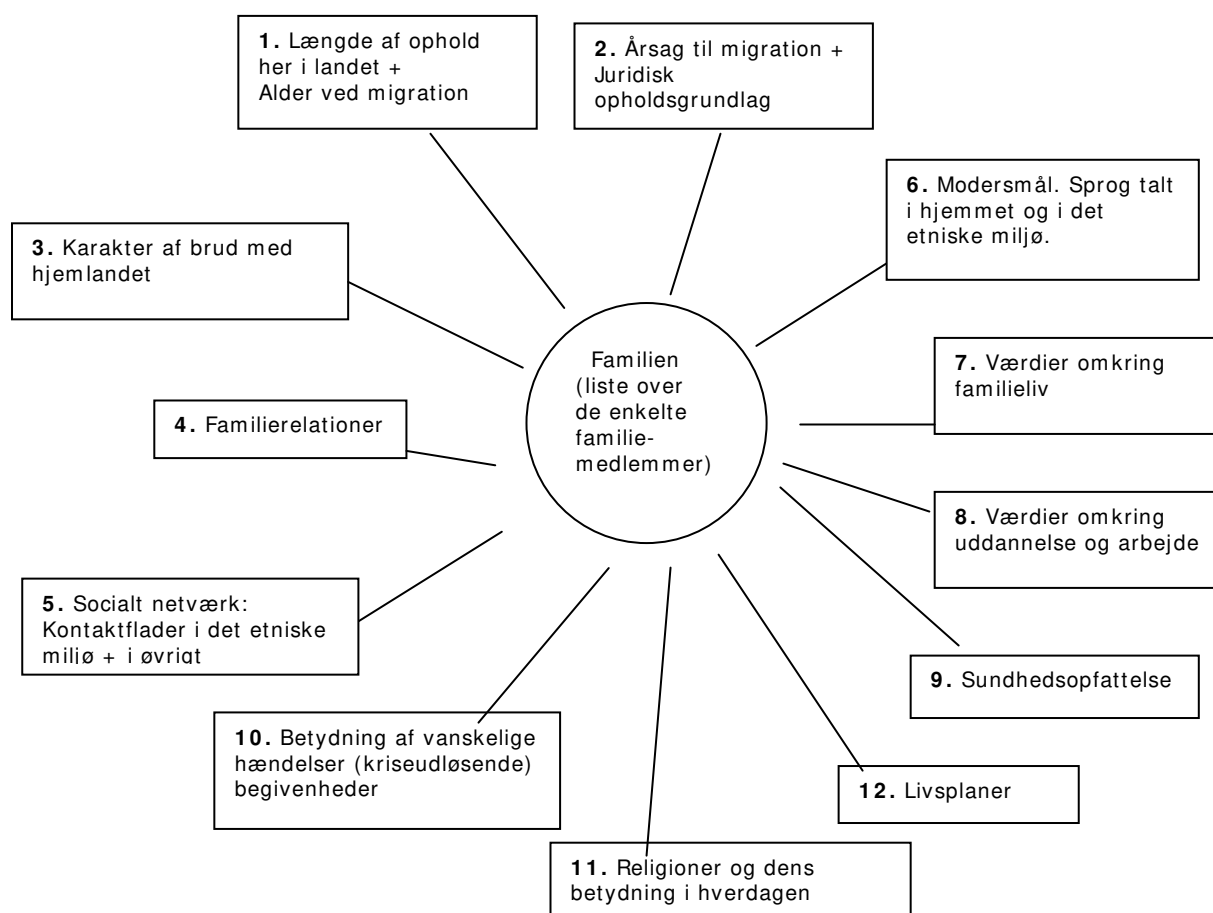 1. Længde af ophold
her i landet +
Alder ved migration
2. Årsag til migration +
Juridisk
opholdsgrundlag
6. Modersmål. Sprog talt
i hjemmet og i det
etniske miljø.
3. Karakter af brud med
hjemlandet
Familien
(liste over
de enkelte
familie-
medlemmer)
7. Værdier omkring
familieliv
4. Familierelationer
8. Værdier omkring
uddannelse og arbejde
5. Socialt netværk:
Kontaktflader i det etniske
miljø + i øvrigt
9. Sundhedsopfattelse
10. Betydning af vanskelige
hændelser (kriseudløsende)
begivenheder
12. Livsplaner
11. Religioner og dens
betydning i hverdagen